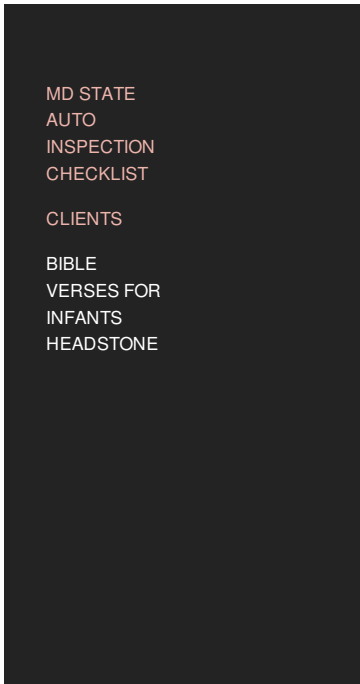 MD STATE
AUTO
INSPECTION
CHECKLIST
CLIENTS
BIBLE
VERSES FOR
INFANTS
HEADSTONE